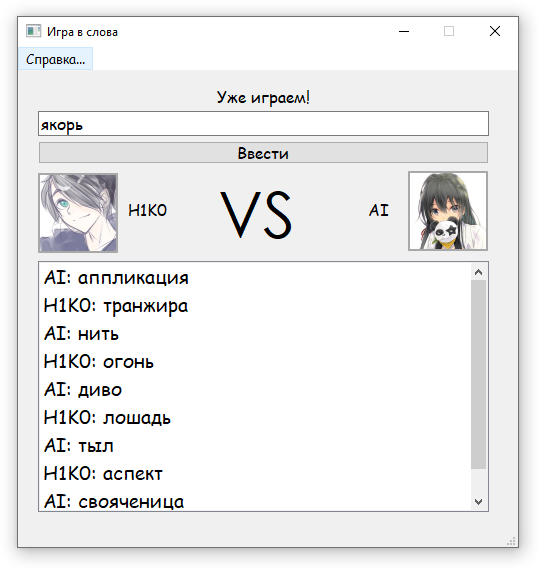 Игра в слова
Справка...
Уже играем!
якорь
Ввести
H1K0 VS AI
AI: аппликация
H1K0: транжира
AI: нить
H1K0: огонь
AI: диво
H1K0: лошадь
AI: тыл
H1K0: аспект
AI: свояченица